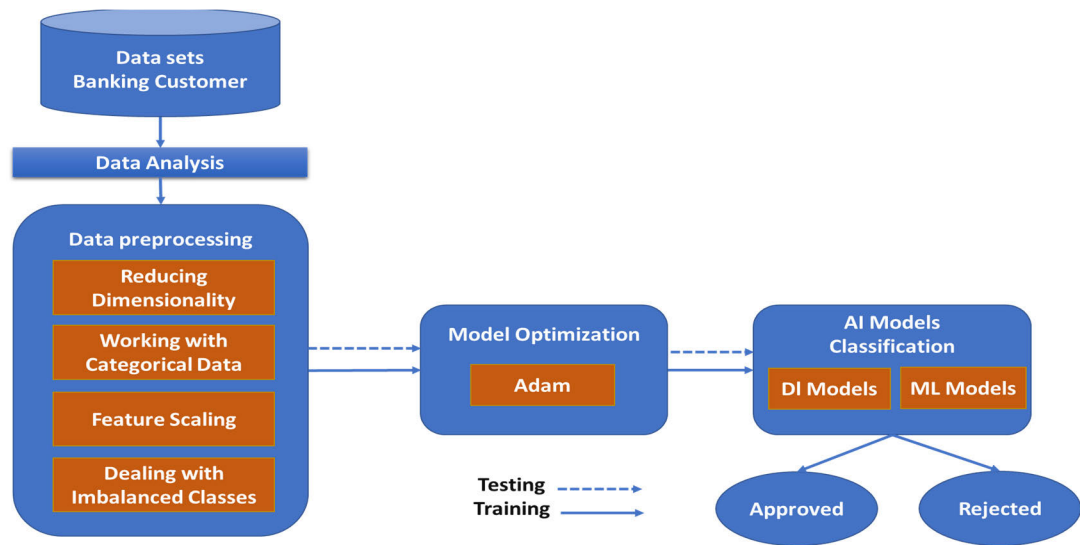 Data sets
Banking Customer
Data Analysis
Data preprocessing
Reducing
Dimensionality
Working with
Categorical Data
Feature Scaling
Dealing with
Imbalanced Classes
Model Optimization
Adam
AI Models
Classification
Dl Models
ML Models
Approved
Rejected
Testing
Training